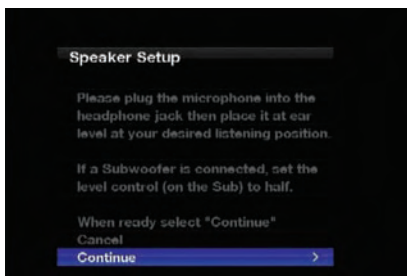 Speaker Setup
Please plug the microphone into the
headphone jack then place it at ear
level at your desired listening position.
If a Subwoofer is connected, set the
level control (on the Sub) to half.
When ready select "Continue"
Cancel
Continue >